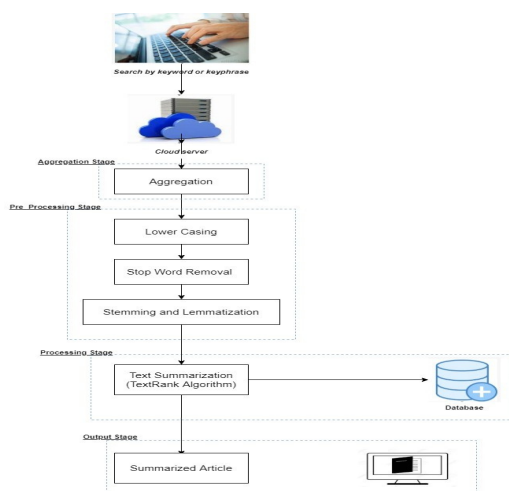 Search by keyword or keyphrase
Cloud server
Aggregation Stage
Aggregation
Pre Processing Stage
Lower Casing
Stop Word Removal
Stemming and Lemmatization
Processing Stage
Text Summarization
(TextRank Algorithm)
Database
Output Stage
Summarized Article